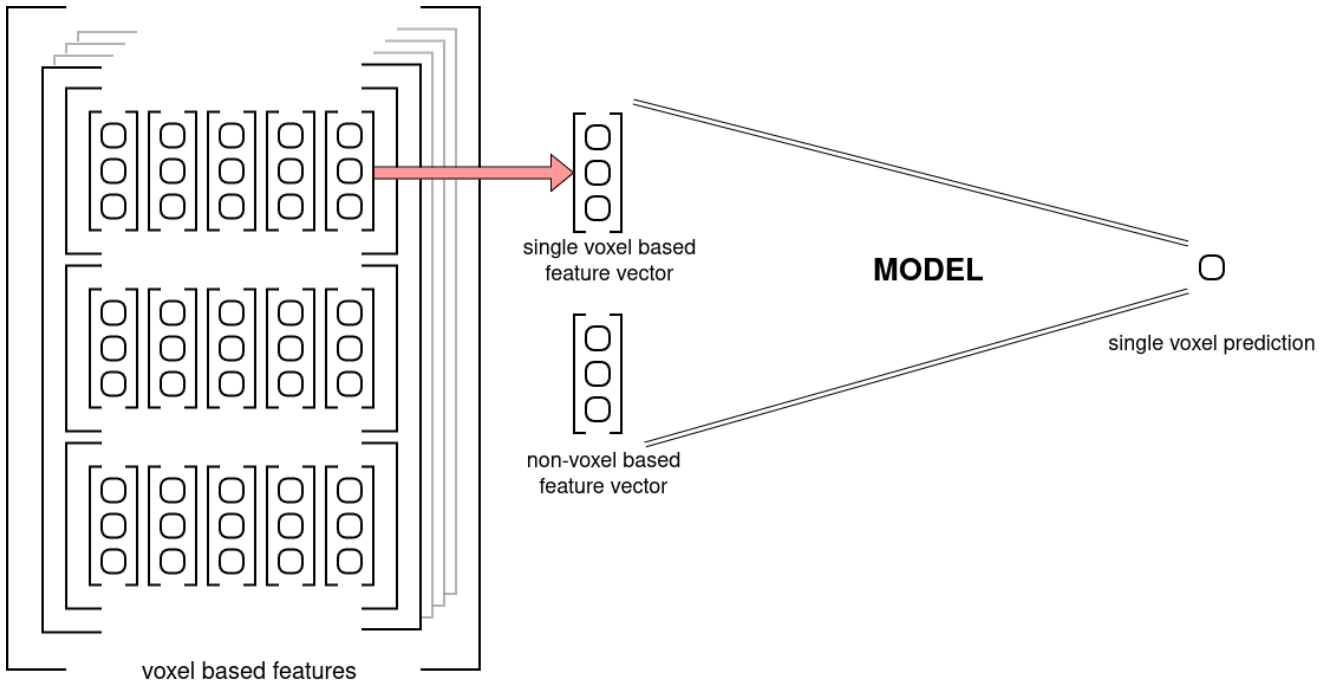 single voxel based
feature vector
MODEL
single voxel prediction
non-voxel based
feature vector
voxel based features